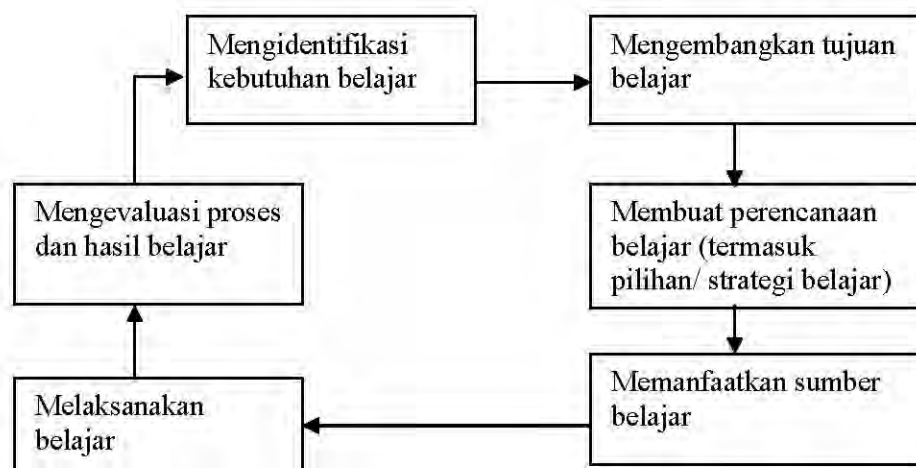 Mengidentifikasi
kebutuhan belajar
Mengembangkan tujuan
belajar
Membuat perencanaan
belajar (termasuk
pilihan/ strategi belajar)
Memanfaatkan sumber
belajar
Melaksanakan
belajar
Mengevaluasi proses
dan hasil belajar